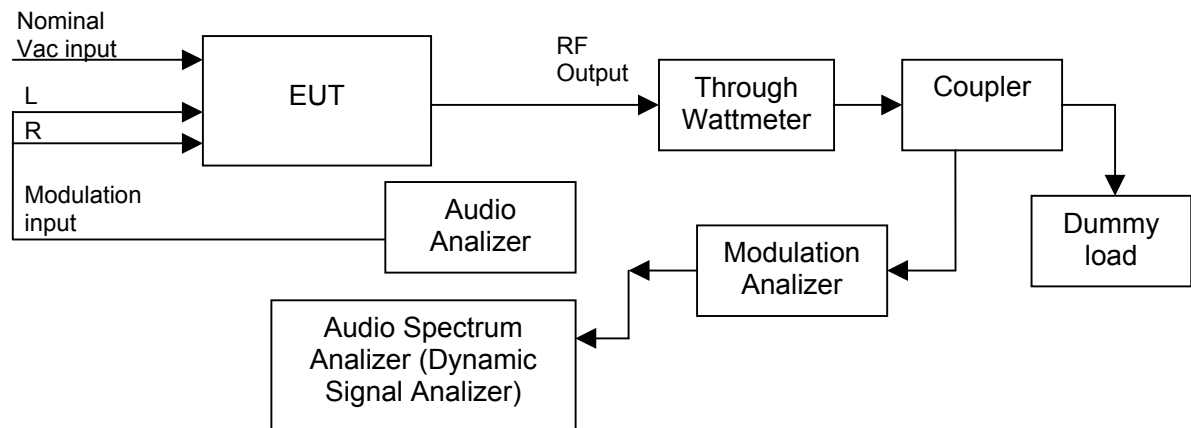 Nominal
Vac input
L
R
Modulation
input
EUT
RF
Output
Through
Wattmeter
Coupler
Dummy
load
Audio
Analizer
Modulation
Analizer
Audio Spectrum
Analizer (Dynamic
Signal Analizer)